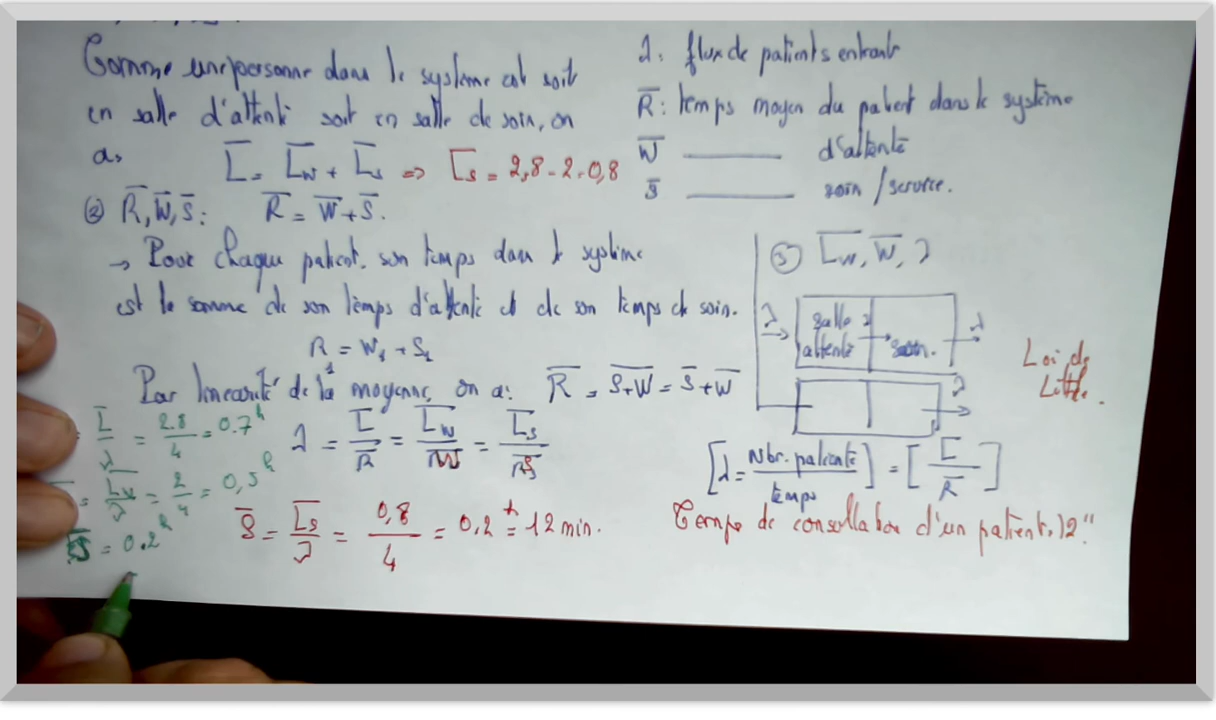 Comme une personne dans le système est soit
en salle d'attente soit en salle de soin, on
a: L̄ = L̄w + L̄s => L̄s = 2,8 - 2 = 0,8
② R̄, W̄, S̄ : R̄ = W̄ + S̄.
→ Pour chaque patient, son temps dans le système
est la somme de son temps d'attente et de son temps de soin.
Par linéarité de la moyenne, on a: R̄ = S+W = S̄ + W̄
λ = L̄/R̄ = L̄w/W̄ = L̄s/S̄
L̄/λ = 2.8/4 = 0.7h
= L̄w/λ = 2/4 = 0,5h
S̄ = 0.2h
S̄ = L̄s/λ = 0,8/4 = 0,2h = 12 min.
λ: flux de patients entrant
R̄: temps moyen du patient dans le système
W̄ ——— d'attente
S̄ ——— soin / service.
③ L̄w, W̄, λ
λ salle attente soin. λ
λ
Loi de
Little.
[λ = Nbr. patients/temps] = [L̄/R̄]
Temps de consultation d'un patient, 12"